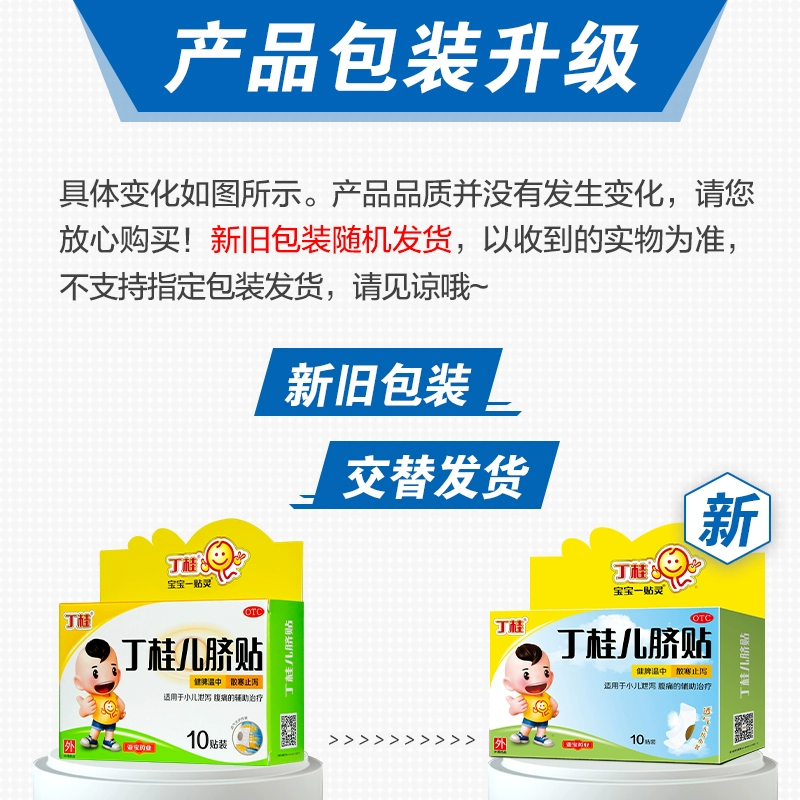 产品包装升级
具体变化如图所示。产品品质并没有发生变化，请您
放心购买！新旧包装随机发货，以收到的实物为准，
不支持指定包装发货，请见谅哦~
新旧包装
交替发货
新
丁桂
宝宝一贴灵
丁桂
OTC
丁桂儿脐贴
健脾温中 散寒止泻
适用于小儿泄泻 腹痛的辅助治疗
10贴装
亚宝药业
外
丁桂儿脐贴
>>>>>>>>>>
丁桂
宝宝一贴灵
丁桂
OTC
丁桂儿脐贴
健脾温中 散寒止泻
适用于小儿泄泻 腹痛的辅助治疗
10贴装
亚宝药业
外
丁桂儿脐贴